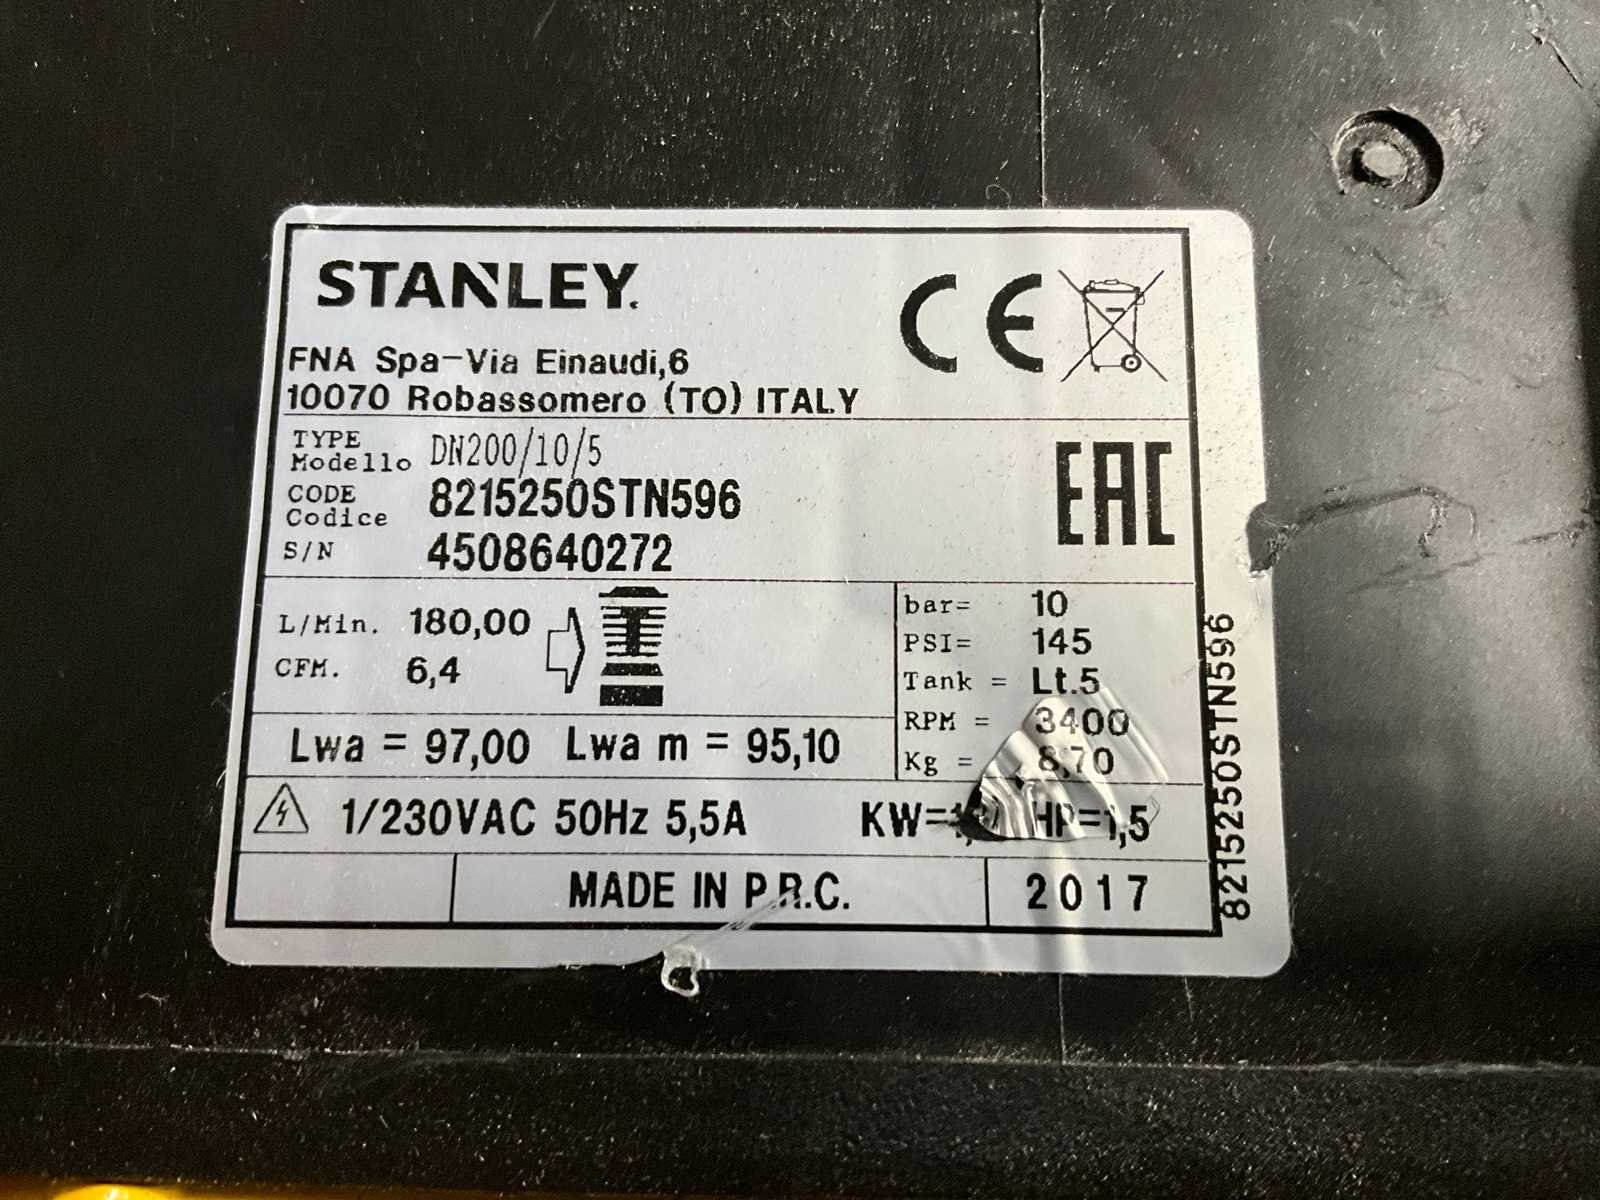 STANLEY.
CE
FNA Spa-Via Einaudi,6
10070 Robassomero (TO) ITALY
TYPE
Modello DN200/10/5
CODE
Codice 8215250STN596
S/N 4508640272
EAC
L/Min. 180,00
CFM. 6,4
bar= 10
PSI= 145
Tank = Lt.5
RPM = 3400
Kg = 8,70
Lwa = 97,00 Lwa m = 95,10
1/230VAC 50Hz 5,5A KW= HP=1,5
MADE IN P.R.C. 2017
8215250STN596